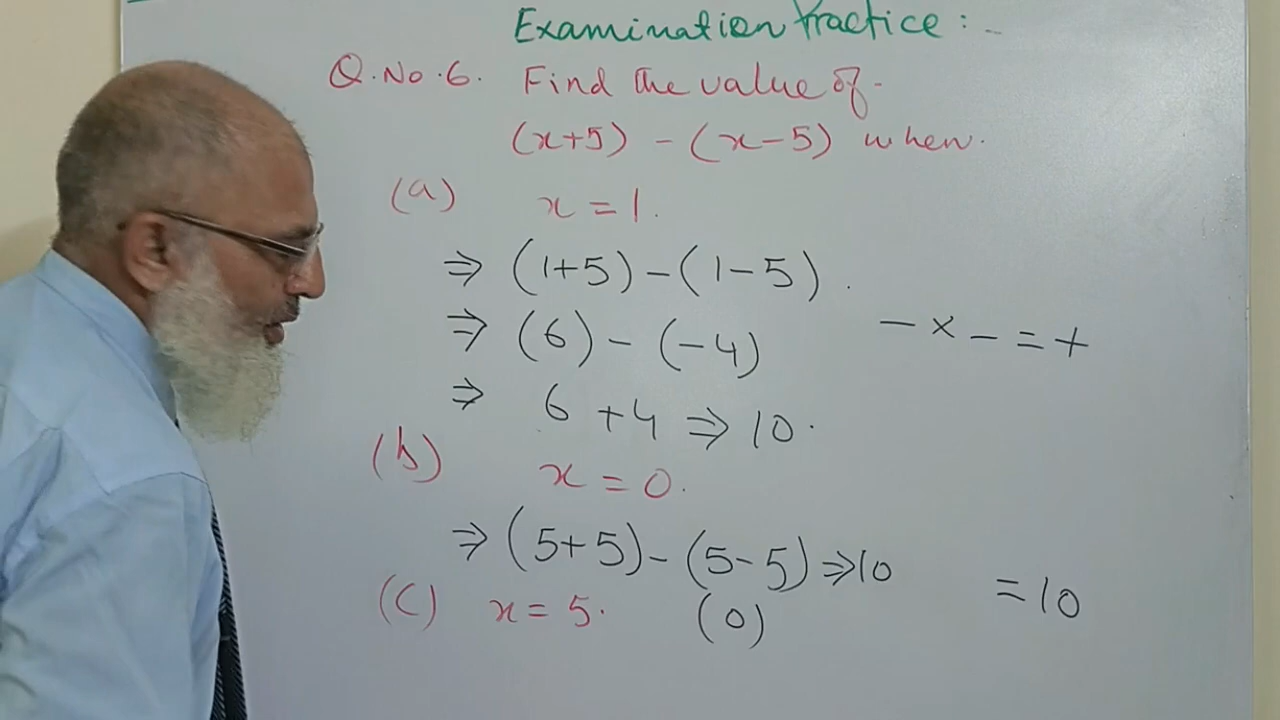 Examination Practice :-
Q.No.6. Find the value of-
(x+5) - (x-5) when.
(a) x = 1.
⇒ (1+5) - (1-5).
⇒ (6) - (-4) - x - = +
⇒ 6 + 4 ⇒ 10.
(b) x = 0.
⇒ (5+5) - (5-5) ⇒ 10
(C) x = 5. (0) = 10